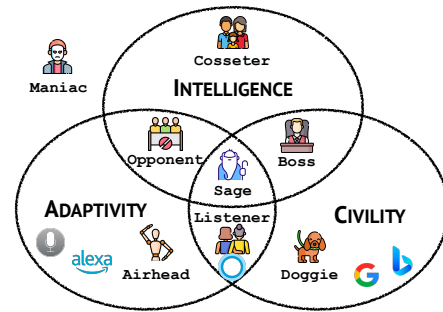 Cosseter
Maniac
INTELLIGENCE
Opponent
Boss
Sage
ADAPTIVITY
Listener
CIVILITY
alexa
Airhead
Doggie
G
b